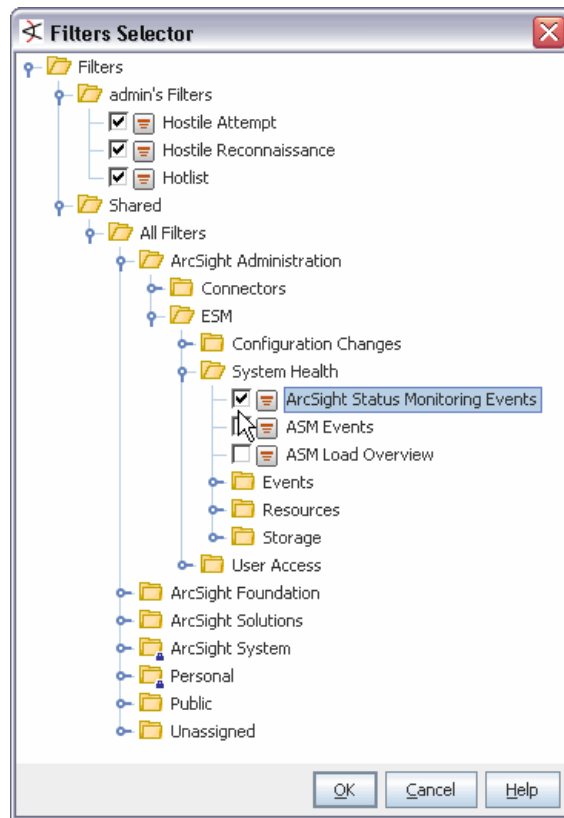 Filters Selector
Filters
admin's Filters
Hostile Attempt
Hostile Reconnaissance
Hotlist
Shared
All Filters
ArcSight Administration
Connectors
ESM
Configuration Changes
System Health
ArcSight Status Monitoring Events
ASM Events
ASM Load Overview
Events
Resources
Storage
User Access
ArcSight Foundation
ArcSight Solutions
ArcSight System
Personal
Public
Unassigned
OK Cancel Help